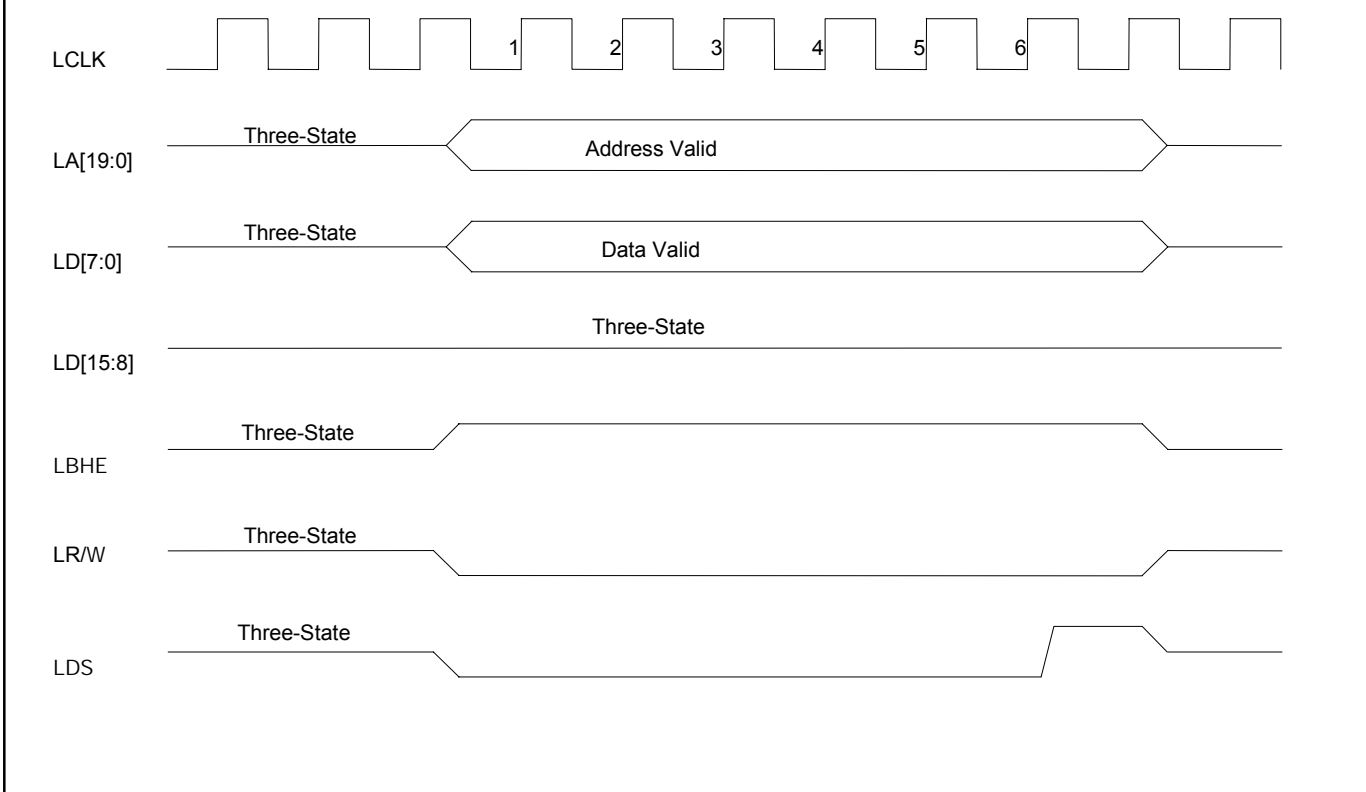 LCLK
1 2 3 4 5 6
Three-State
Address Valid
LA[19:0]
Three-State
Data Valid
LD[7:0]
Three-State
LD[15:8]
Three-State
LBHE
Three-State
LR/W
Three-State
LDS